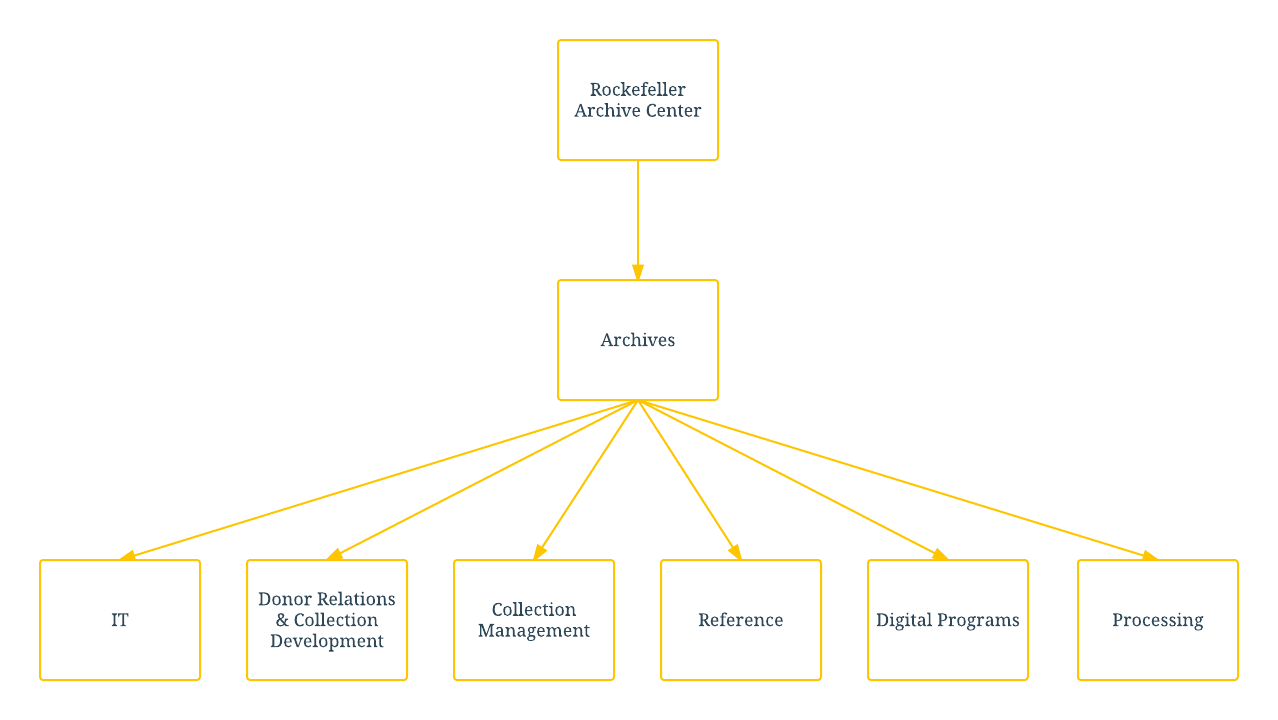 Rockefeller
Archive Center
Archives
IT
Donor Relations
& Collection
Development
Collection
Management
Reference
Digital Programs
Processing